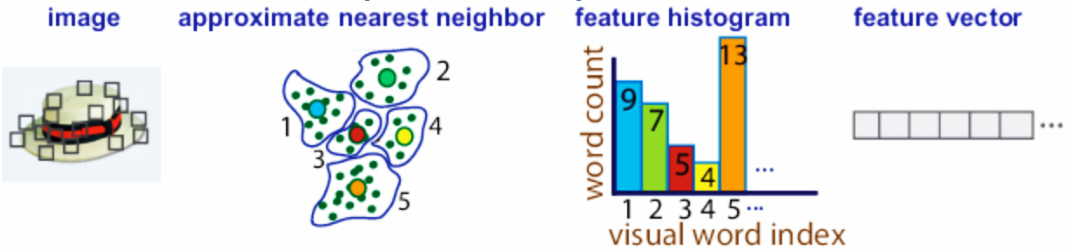 image
approximate nearest neighbor
feature histogram
feature vector
1
2
3
4
5
word count
9
7
5
4
13
...
1 2 3 4 5 ...
visual word index
...